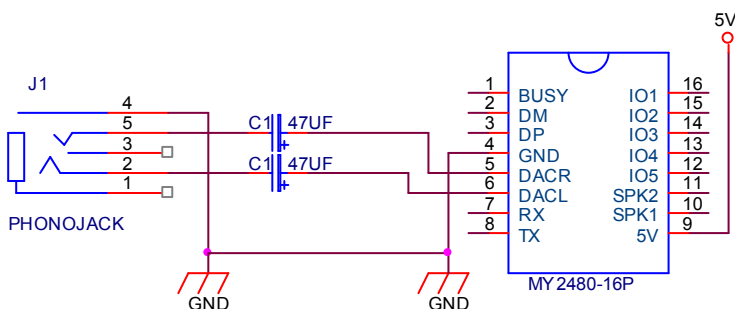 5V
J1
4
5
3
2
1
PHONOJACK
C1 47UF
+
C1 47UF
+
GND
GND
1 BUSY IO1 16
2 DM IO2 15
3 DP IO3 14
4 GND IO4 13
5 DACR IO5 12
6 DACL SPK2 11
7 RX SPK1 10
8 TX 5V 9
MY2480-16P